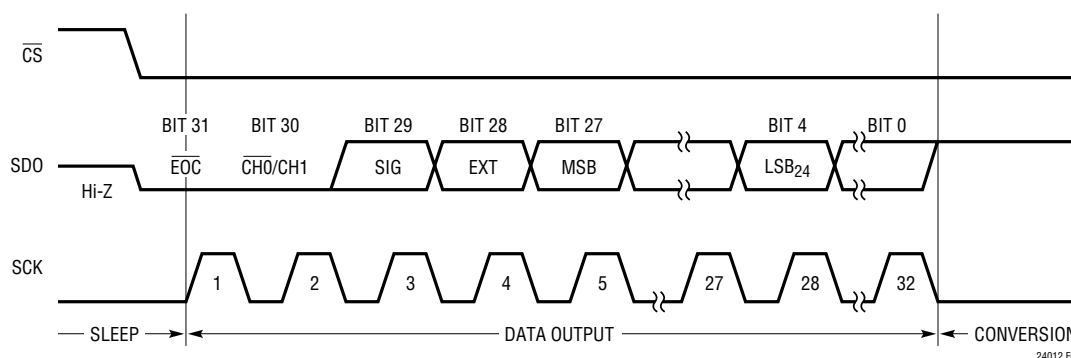 CS
BIT 31 BIT 30 BIT 29 BIT 28 BIT 27 BIT 4 BIT 0
SDO EOC CH0/CH1 SIG EXT MSB LSB24
Hi-Z
SCK 1 2 3 4 5 27 28 32
SLEEP DATA OUTPUT CONVERSION